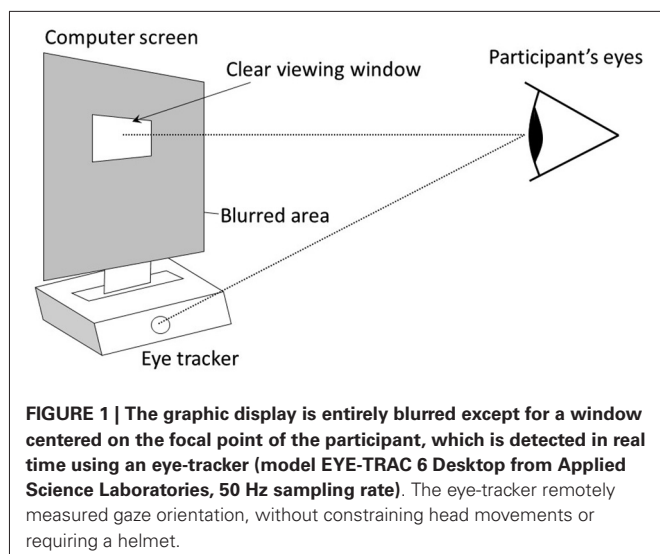 Computer screen
Clear viewing window
Participant's eyes
Blurred area
Eye tracker
FIGURE 1 | The graphic display is entirely blurred except for a window
centered on the focal point of the participant, which is detected in real
time using an eye-tracker (model EYE-TRAC 6 Desktop from Applied
Science Laboratories, 50 Hz sampling rate). The eye-tracker remotely
measured gaze orientation, without constraining head movements or
requiring a helmet.